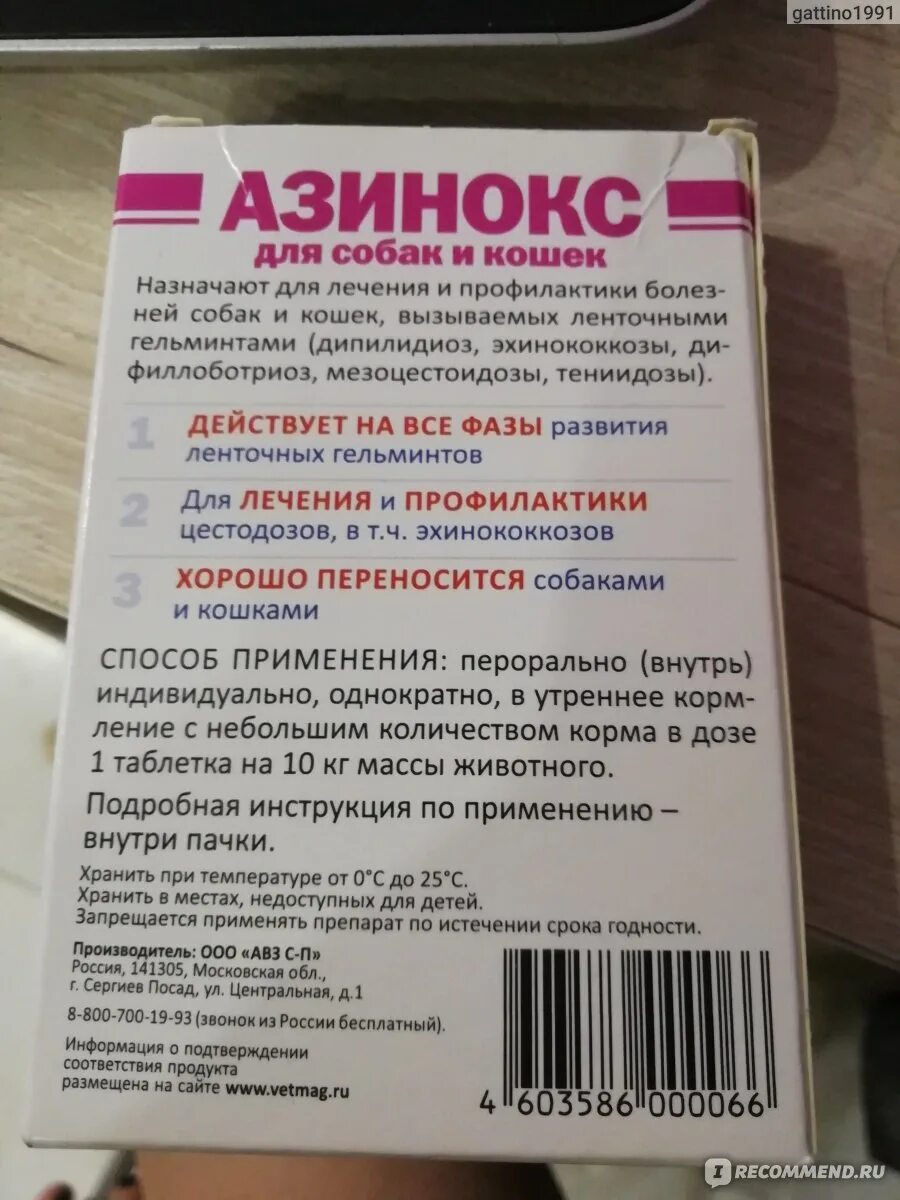 gattino1991
АЗИНОКС
для собак и кошек
Назначают для лечения и профилактики болез-
ней собак и кошек, вызываемых ленточными
гельминтами (дипилидиоз, эхинококкозы, ди-
филлоботриоз, мезоцестоидозы, тениидозы).
1 ДЕЙСТВУЕТ НА ВСЕ ФАЗЫ развития
ленточных гельминтов
2 Для ЛЕЧЕНИЯ и ПРОФИЛАКТИКИ
цестодозов, в т.ч. эхинококкозов
3 ХОРОШО ПЕРЕНОСИТСЯ собаками
и кошками
СПОСОБ ПРИМЕНЕНИЯ: перорально (внутрь)
индивидуально, однократно, в утреннее корм-
ление с небольшим количеством корма в дозе
1 таблетка на 10 кг массы животного.
Подробная инструкция по применению –
внутри пачки.
Хранить при температуре от 0°С до 25°С.
Хранить в местах, недоступных для детей.
Запрещается применять препарат по истечении срока годности.
Производитель: ООО «АВЗ С-П»
Россия, 141305, Московская обл.,
г. Сергиев Посад, ул. Центральная, д.1
8-800-700-19-93 (звонок из России бесплатный).
Информация о подтверждении
соответствия продукта
размещена на сайте www.vetmag.ru
4 603586 000066
IRECOMMEND.RU